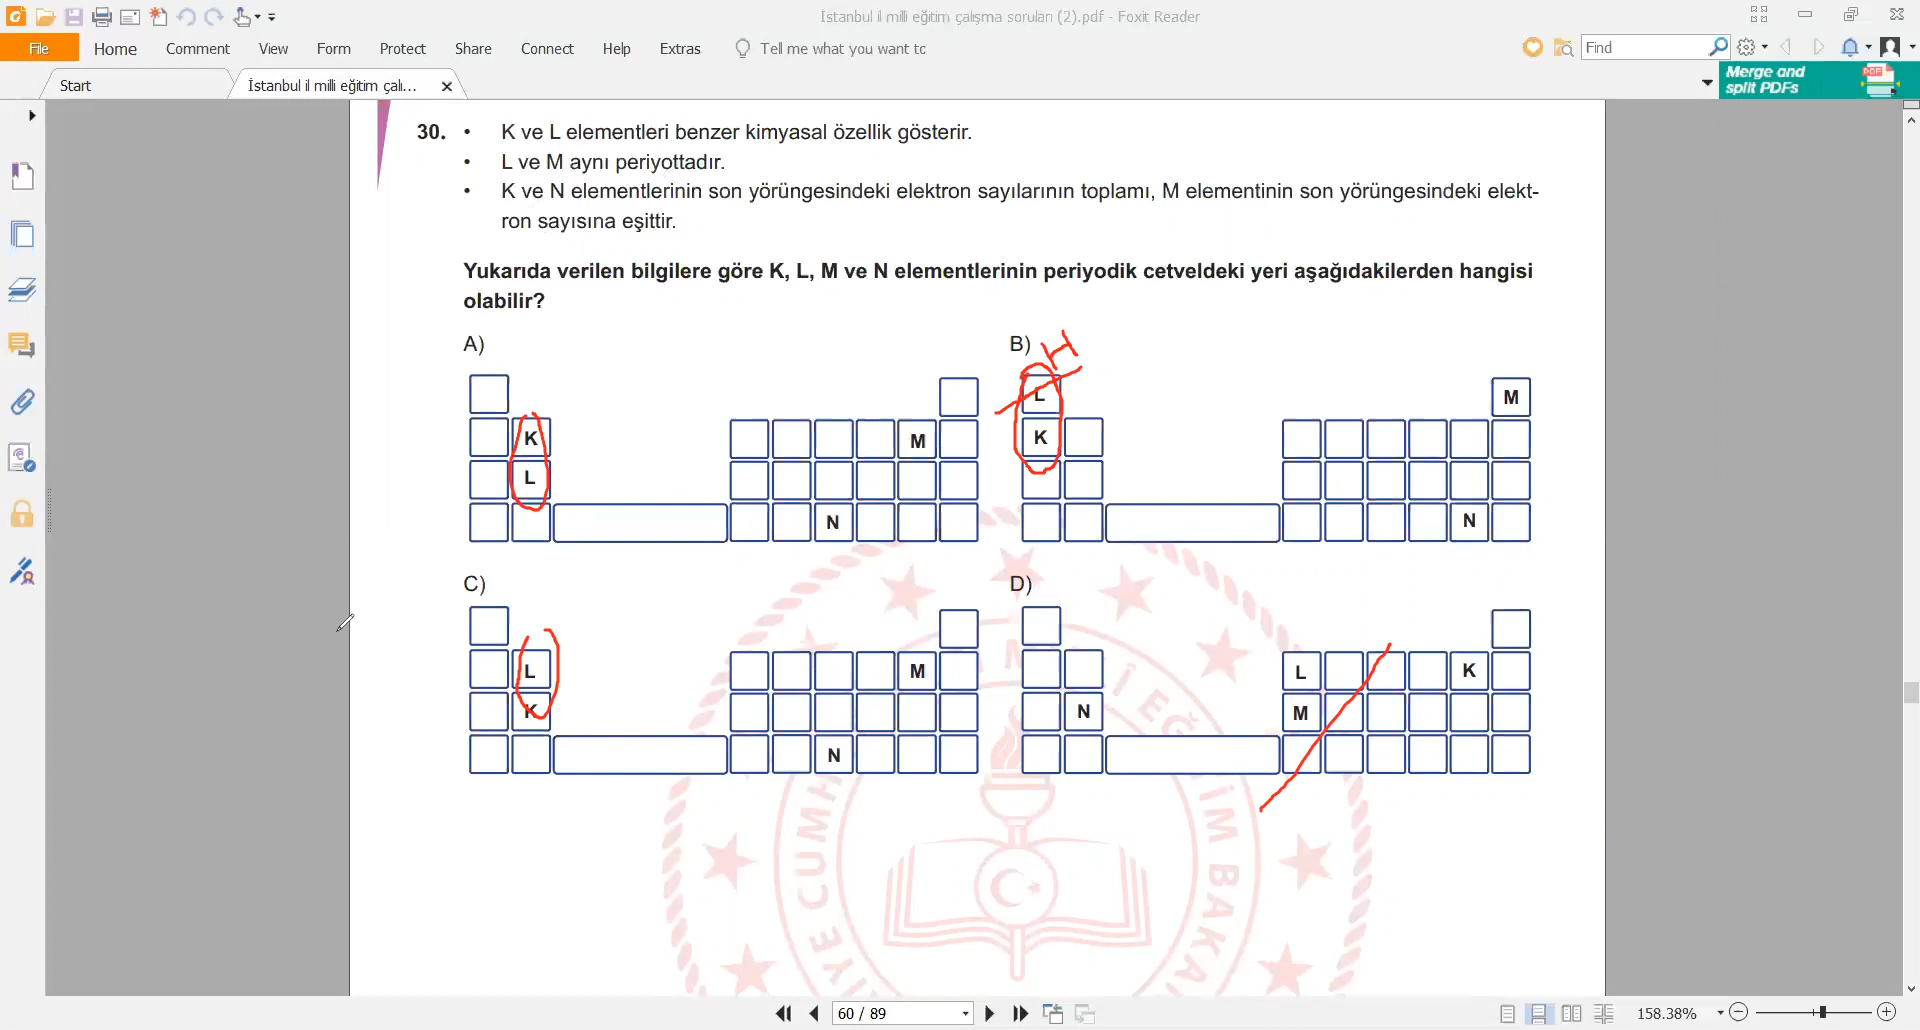 İstanbul il milli eğitim çalışma soruları (2).pdf - Foxit Reader
File Home Comment View Form Protect Share Connect Help Extras Tell me what you want to
Find
Start
İstanbul il milli eğitim çalı...
Merge and
split PDFs
PDF
30. • K ve L elementleri benzer kimyasal özellik gösterir.
• L ve M aynı periyottadır.
• K ve N elementlerinin son yörüngesindeki elektron sayılarının toplamı, M elementinin son yörüngesindeki elekt-
ron sayısına eşittir.
Yukarıda verilen bilgilere göre K, L, M ve N elementlerinin periyodik cetveldeki yeri aşağıdakilerden hangisi
olabilir?
A)
K
M
L
N
B)
H
L
M
K
N
C)
L
M
K
N
D)
L
K
N
M
60 / 89
158.38%